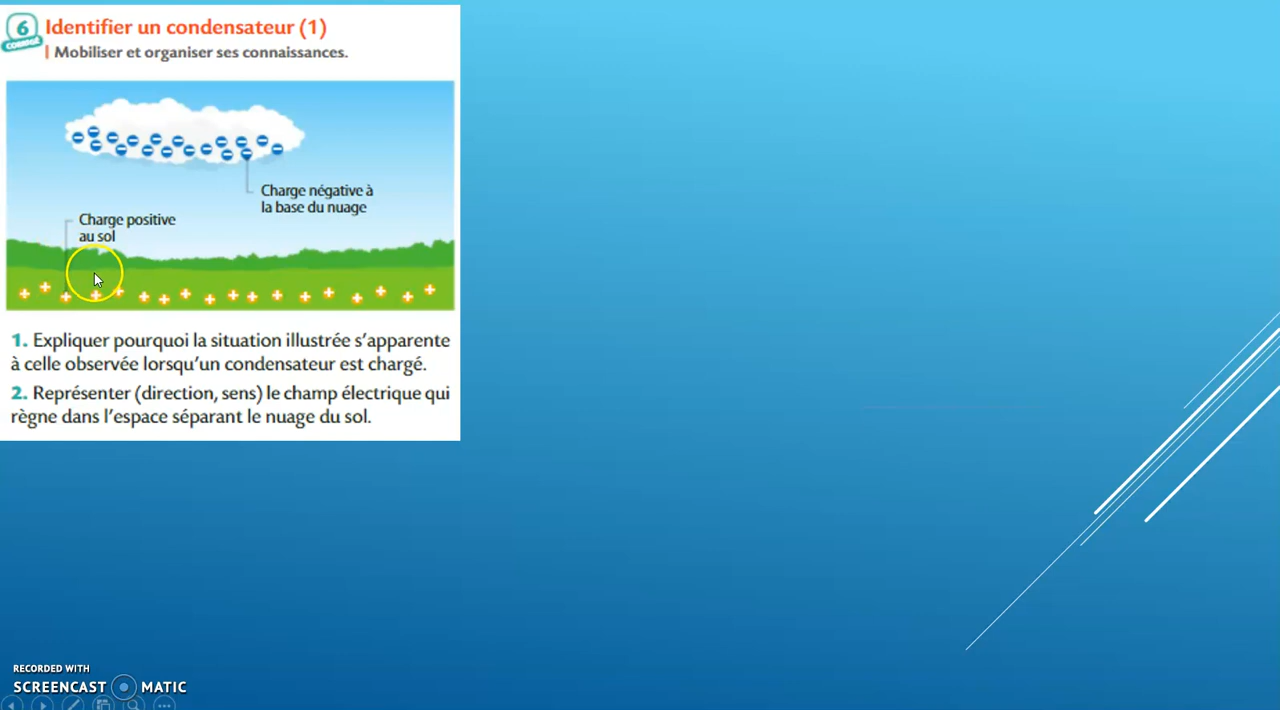 6 Identifier un condensateur (1)
CORRIGÉ
Mobiliser et organiser ses connaissances.
Charge négative à
la base du nuage
Charge positive
au sol
1. Expliquer pourquoi la situation illustrée s'apparente
à celle observée lorsqu'un condensateur est chargé.
2. Représenter (direction, sens) le champ électrique qui
règne dans l'espace séparant le nuage du sol.
RECORDED WITH
SCREENCAST MATIC